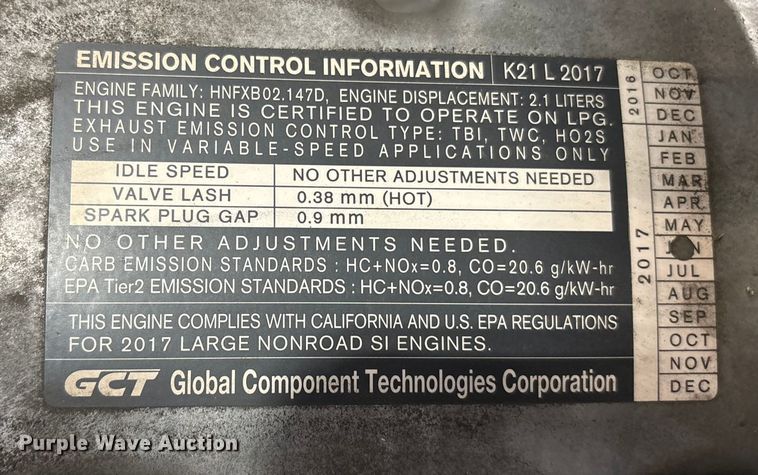 EMISSION CONTROL INFORMATION K21 L 2017
ENGINE FAMILY: HNFXB02.147D, ENGINE DISPLACEMENT: 2.1 LITERS
THIS ENGINE IS CERTIFIED TO OPERATE ON LPG.
EXHAUST EMISSION CONTROL TYPE: TBI, TWC, HO2S
USE IN VARIABLE-SPEED APPLICATIONS ONLY
IDLE SPEED NO OTHER ADJUSTMENTS NEEDED
VALVE LASH 0.38 mm (HOT)
SPARK PLUG GAP 0.9 mm
NO OTHER ADJUSTMENTS NEEDED.
CARB EMISSION STANDARDS : HC+NOx=0.8, CO=20.6 g/kW-hr
EPA Tier2 EMISSION STANDARDS : HC+NOx=0.8, CO=20.6 g/kW-hr
THIS ENGINE COMPLIES WITH CALIFORNIA AND U.S. EPA REGULATIONS
FOR 2017 LARGE NONROAD SI ENGINES.
GCT Global Component Technologies Corporation
2016
OCT
NOV
DEC
2017
JAN
FEB
MAR
APR
MAY
JUN
JUL
AUG
SEP
OCT
NOV
DEC
Purple Wave Auction